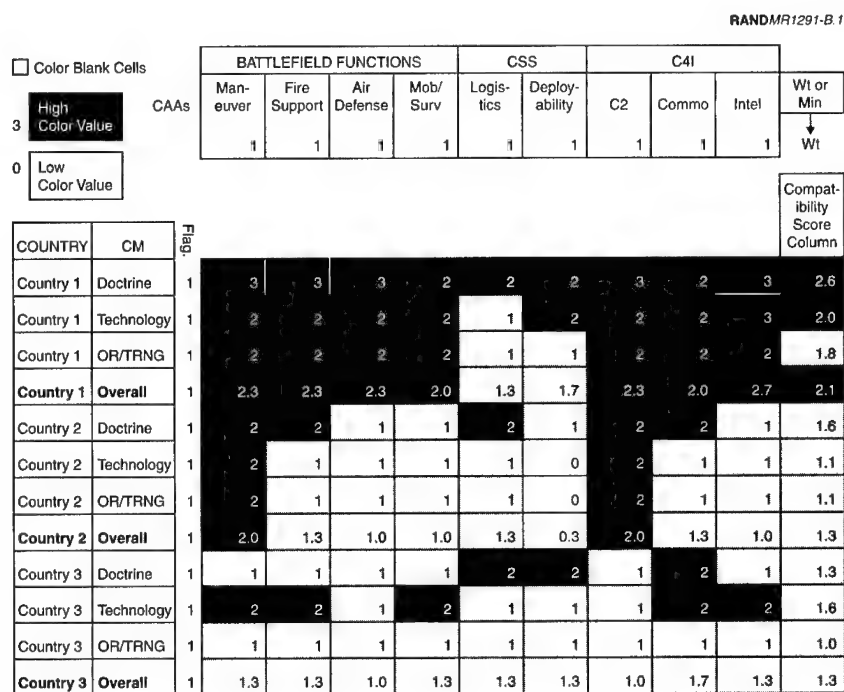 RANDMR1291-B.1
Color Blank Cells
BATTLEFIELD FUNCTIONS CSS C4I
3 High Color Value
CAAs
Man-euver Fire Support Air Defense Mob/Surv Logis-tics Deploy-ability C2 Commo Intel Wt or Min
1 1 1 1 1 1 1 1 1 Wt
0 Low Color Value
COUNTRY CM Flag. Compat-ibility Score Column
Country 1 Doctrine 1 3 3 3 2 2 2 3 2 3 2.6
Country 1 Technology 1 2 2 2 2 1 2 2 2 3 2.0
Country 1 OR/TRNG 1 2 2 2 2 1 1 2 2 2 1.8
Country 1 Overall 1 2.3 2.3 2.3 2.0 1.3 1.7 2.3 2.0 2.7 2.1
Country 2 Doctrine 1 2 2 1 1 2 1 2 2 1 1.6
Country 2 Technology 1 2 1 1 1 1 0 2 1 1 1.1
Country 2 OR/TRNG 1 2 1 1 1 1 0 2 1 1 1.1
Country 2 Overall 1 2.0 1.3 1.0 1.0 1.3 0.3 2.0 1.3 1.0 1.3
Country 3 Doctrine 1 1 1 1 1 2 2 1 2 1 1.3
Country 3 Technology 1 2 2 1 2 1 1 1 2 2 1.6
Country 3 OR/TRNG 1 1 1 1 1 1 1 1 1 1 1.0
Country 3 Overall 1 1.3 1.3 1.0 1.3 1.3 1.3 1.0 1.7 1.3 1.3